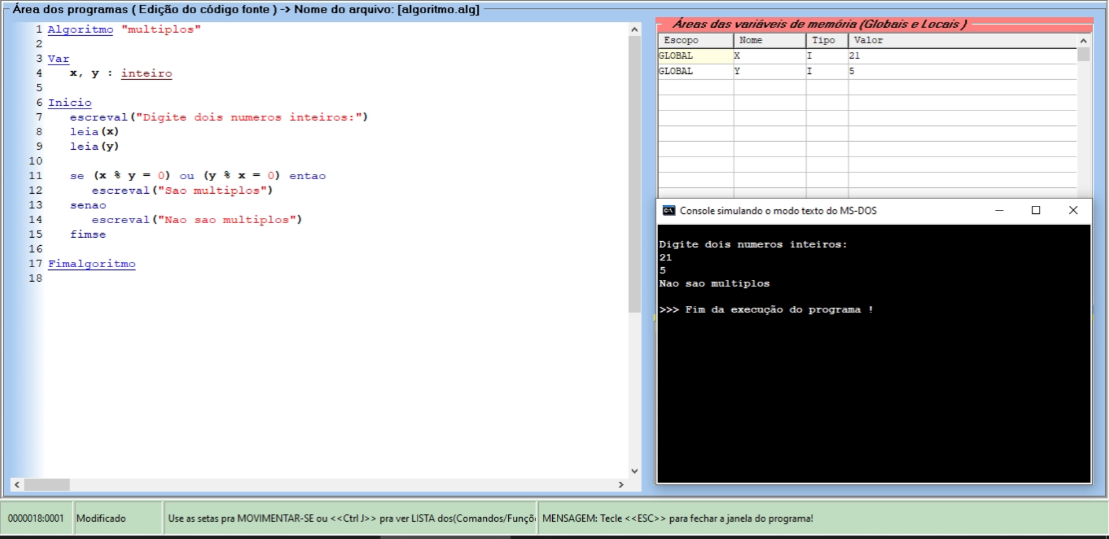 Área dos programas ( Edição do código fonte ) -> Nome do arquivo: [algoritmo.alg]
1 Algoritmo "multiplos"
2
3 Var
4 x, y : inteiro
5
6 Inicio
7 escreval("Digite dois numeros inteiros:")
8 leia(x)
9 leia(y)
10
11 se (x % y = 0) ou (y % x = 0) entao
12 escreval("Sao multiplos")
13 senao
14 escreval("Nao sao multiplos")
15 fimse
16
17 Fimalgoritmo
18
Áreas das variáveis de memória (Globais e Locais )
Escopo Nome Tipo Valor
GLOBAL X I 21
GLOBAL Y I 5
C:\ Console simulando o modo texto do MS-DOS
Digite dois numeros inteiros:
21
5
Nao sao multiplos
>>> Fim da execução do programa !
0000018:0001 Modificado Use as setas pra MOVIMENTAR-SE ou <<Ctrl J>> pra ver LISTA dos(Comandos/Funçõ MENSAGEM: Tecle <<ESC>> para fechar a janela do programa!